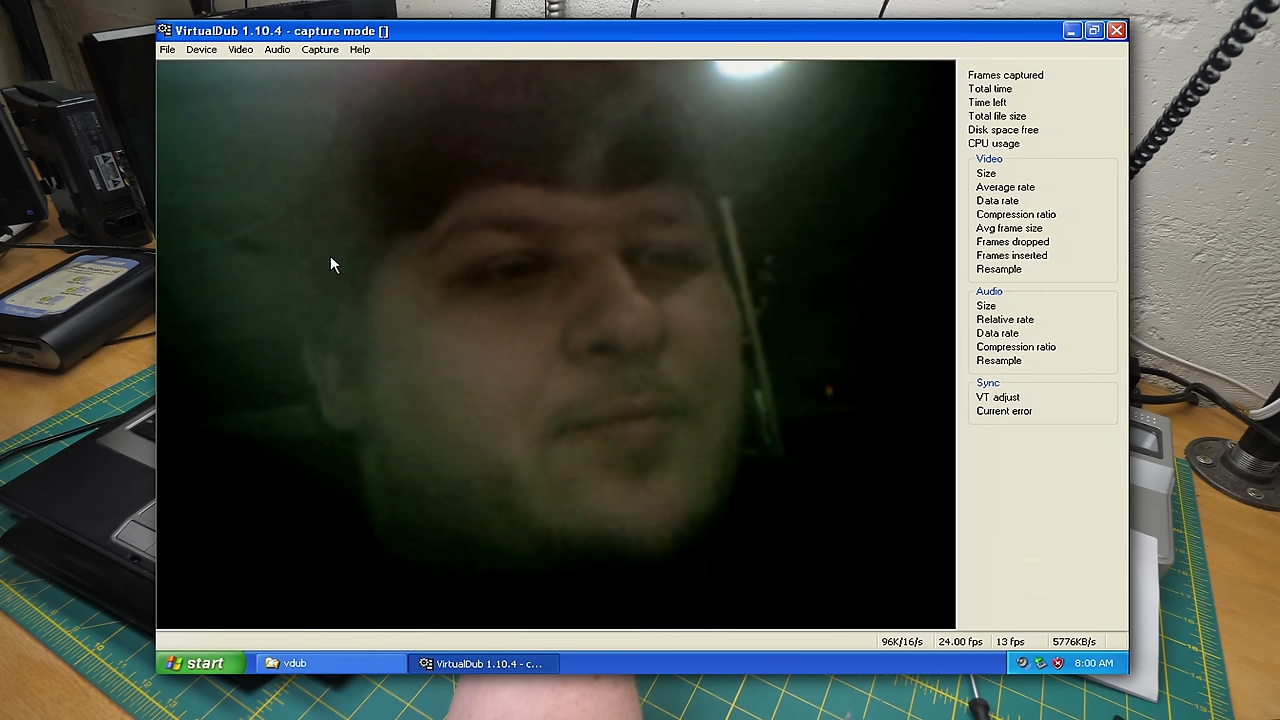 VirtualDub 1.10.4 - capture mode []
File Device Video Audio Capture Help
Frames captured
Total time
Time left
Total file size
Disk space free
CPU usage
Video
Size
Average rate
Data rate
Compression ratio
Avg frame size
Frames dropped
Frames inserted
Resample
Audio
Size
Relative rate
Data rate
Compression ratio
Resample
Sync
VT adjust
Current error
96K/16/s 24.00 fps 13 fps 5776KB/s
start vdub VirtualDub 1.10.4 - c... 8:00 AM